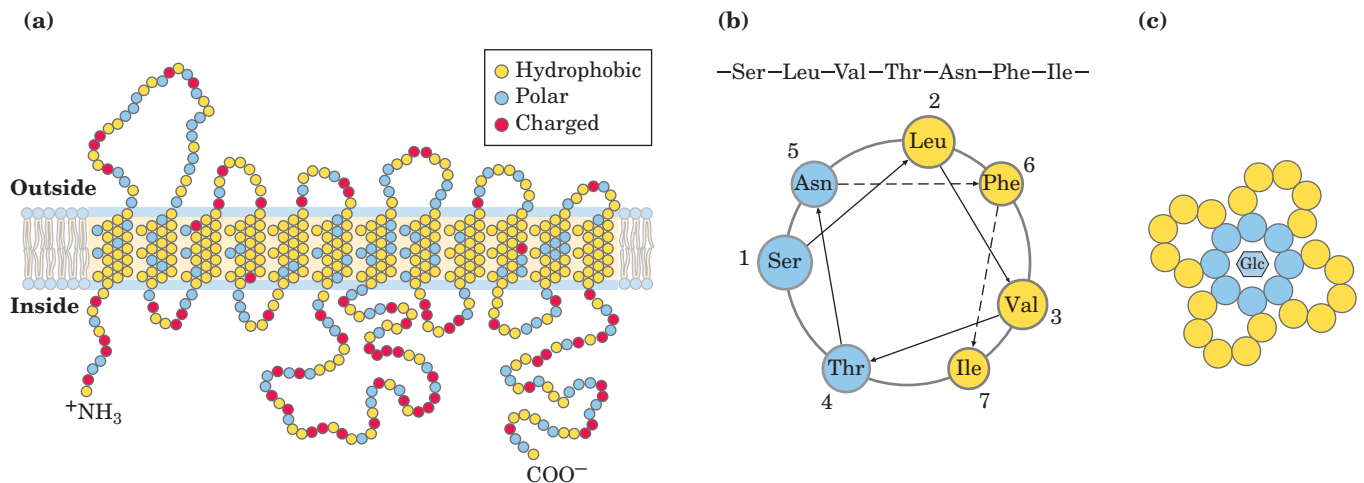 (a)
Hydrophobic
Polar
Charged
Outside
Inside
⁺NH₃
COO⁻
(b)
—Ser—Leu—Val—Thr—Asn—Phe—Ile—
2
Leu
5
Asn
6
Phe
1
Ser
Val
3
Thr
4
Ile
7
(c)
Glc